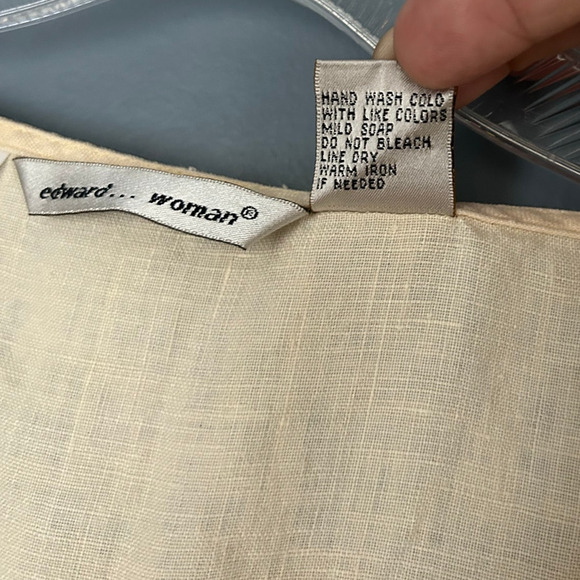 edward... woman®
HAND WASH COLD
WITH LIKE COLORS
MILD SOAP
DO NOT BLEACH
LINE DRY
WARM IRON
IF NEEDED